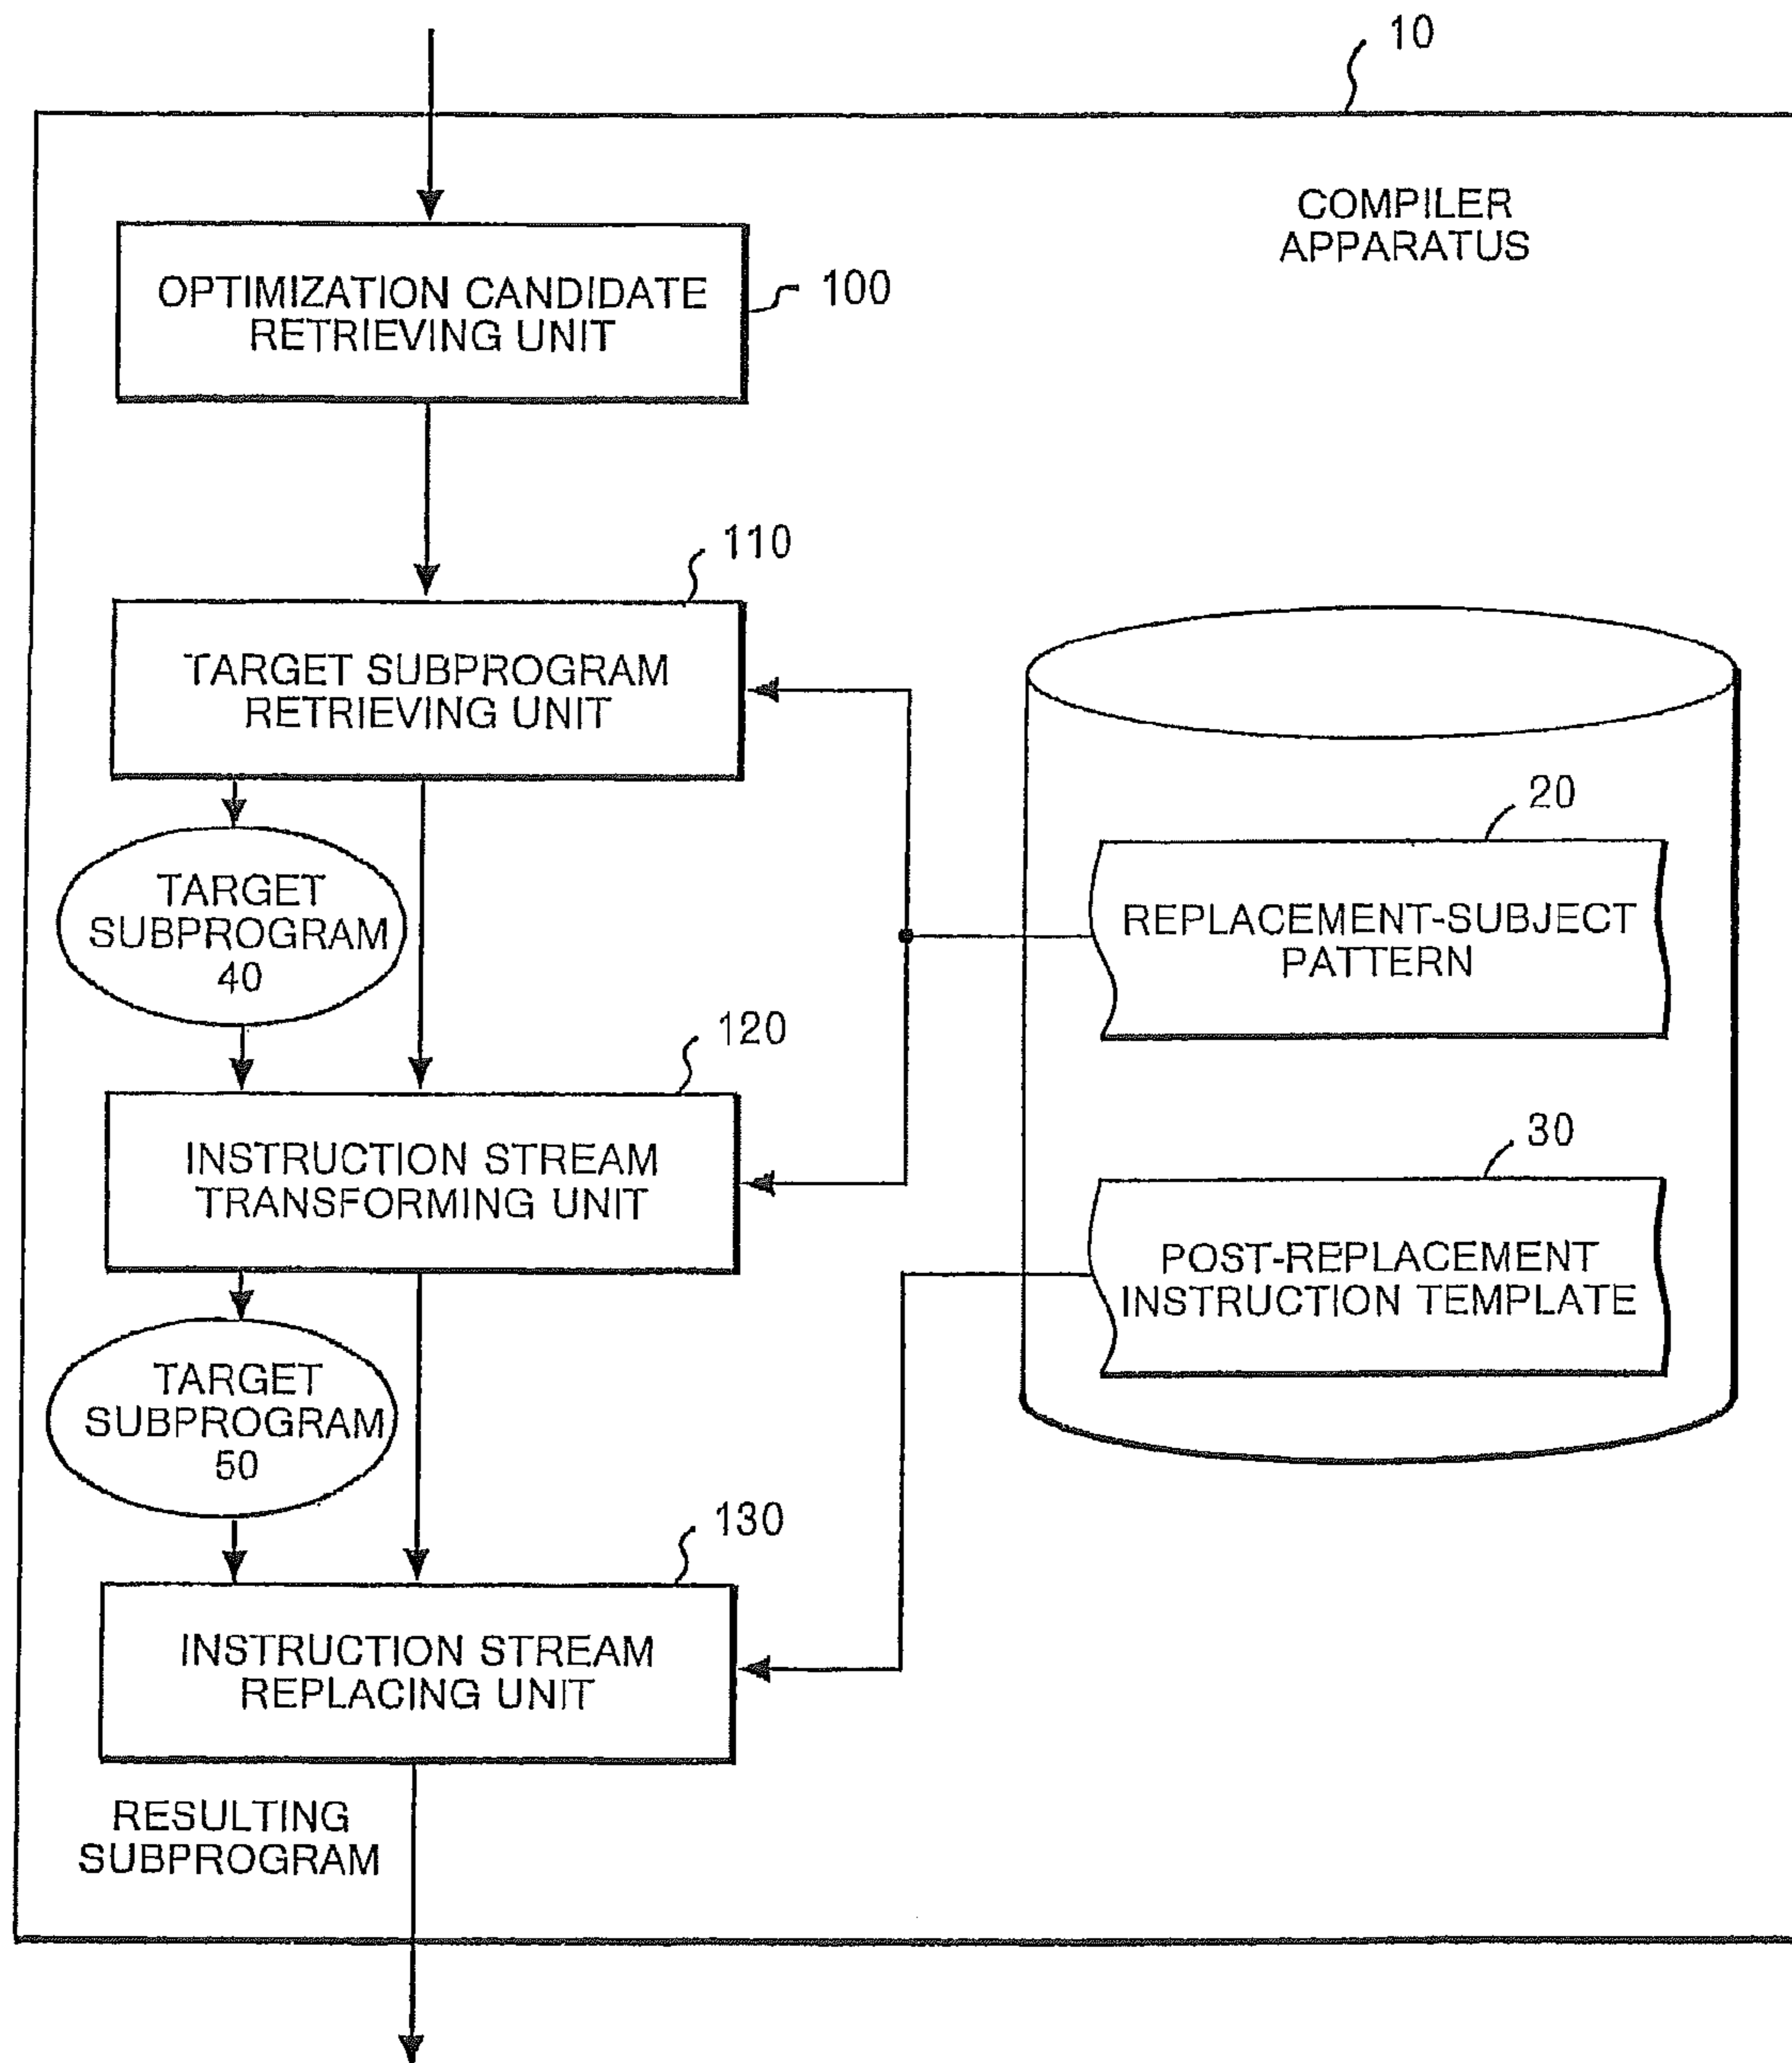 10
COMPILER
APPARATUS
OPTIMIZATION CANDIDATE
RETRIEVING UNIT
100
110
TARGET SUBPROGRAM
RETRIEVING UNIT
20
REPLACEMENT-SUBJECT
PATTERN
TARGET
SUBPROGRAM
40
120
INSTRUCTION STREAM
TRANSFORMING UNIT
30
POST-REPLACEMENT
INSTRUCTION TEMPLATE
TARGET
SUBPROGRAM
50
130
INSTRUCTION STREAM
REPLACING UNIT
RESULTING
SUBPROGRAM